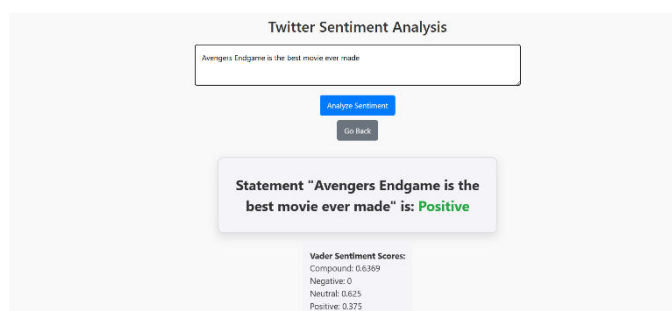 Twitter Sentiment Analysis
Avengers Endgame is the best movie ever made
Analyze Sentiment
Go Back
Statement "Avengers Endgame is the
best movie ever made" is: Positive
Vader Sentiment Scores:
Compound: 0.6369
Negative: 0
Neutral: 0.625
Positive: 0.375